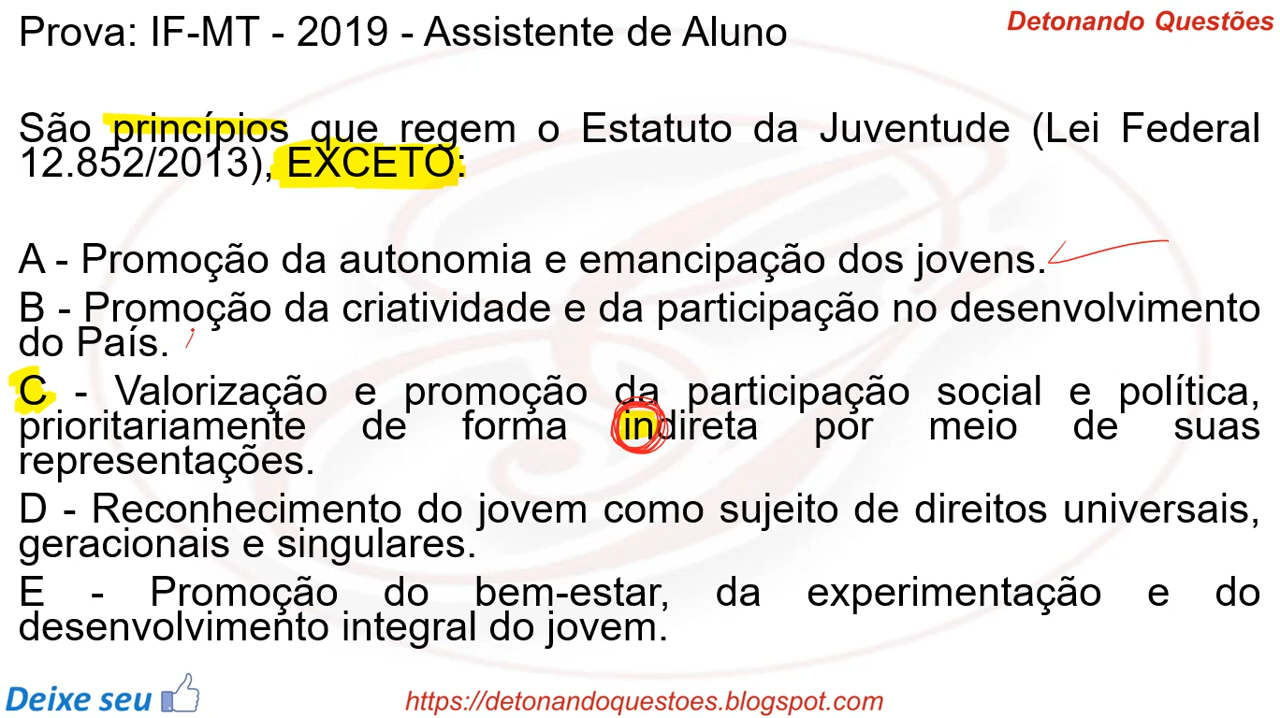 Prova: IF-MT - 2019 - Assistente de Aluno
Detonando Questões
São princípios que regem o Estatuto da Juventude (Lei Federal
12.852/2013), EXCETO:
A - Promoção da autonomia e emancipação dos jovens.
B - Promoção da criatividade e da participação no desenvolvimento
do País.
C - Valorização e promoção da participação social e política,
prioritariamente de forma indireta por meio de suas
representações.
D - Reconhecimento do jovem como sujeito de direitos universais,
geracionais e singulares.
E - Promoção do bem-estar, da experimentação e do
desenvolvimento integral do jovem.
Deixe seu
https://detonandoquestoes.blogspot.com/